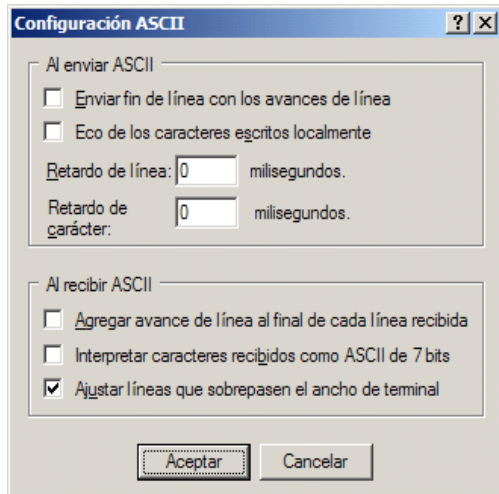 Configuración ASCII
Al enviar ASCII
Enviar fin de línea con los avances de línea
Eco de los caracteres escritos localmente
Retardo de línea: 0 milisegundos.
Retardo de
carácter: 0 milisegundos.
Al recibir ASCII
Agregar avance de línea al final de cada línea recibida
Interpretar caracteres recibidos como ASCII de 7 bits
Ajustar líneas que sobrepasen el ancho de terminal
Aceptar Cancelar